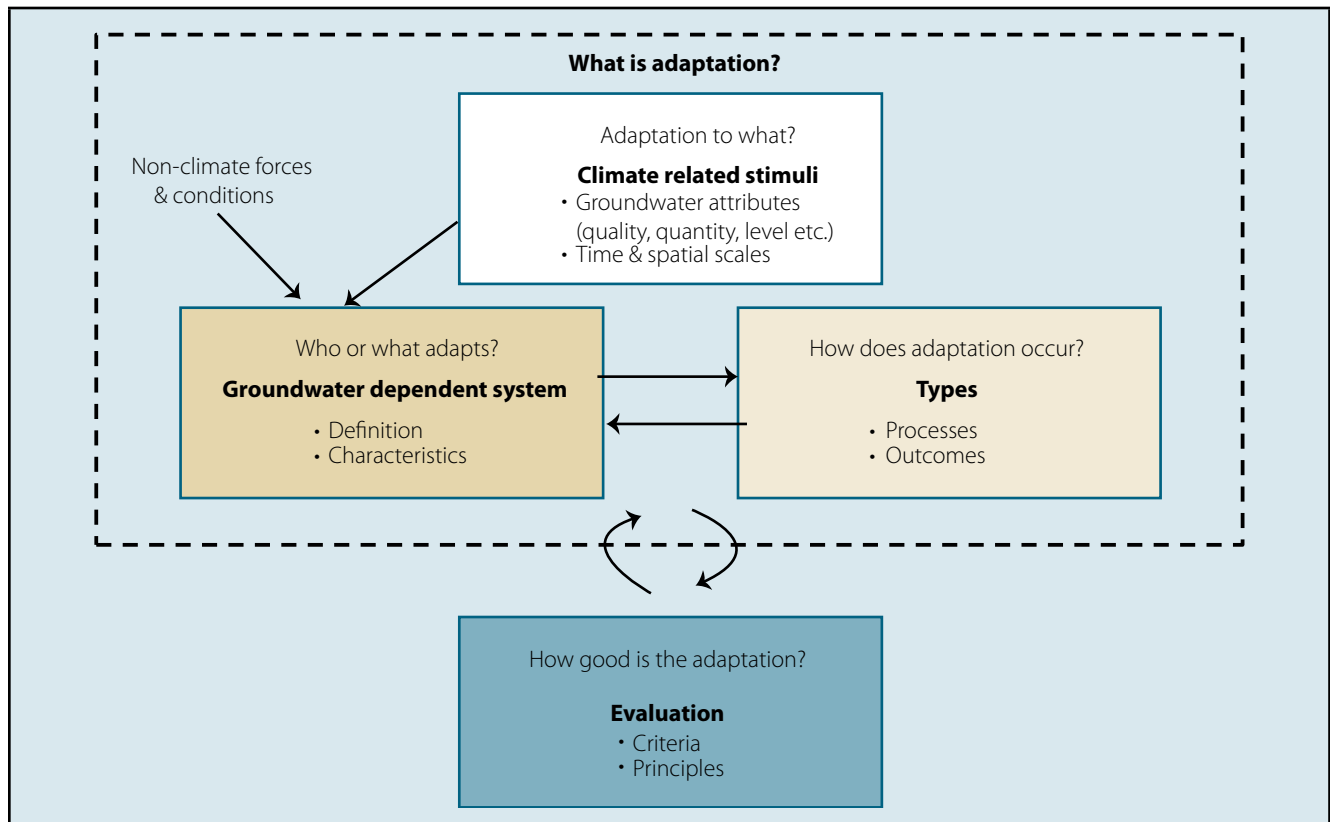 What is adaptation?
Adaptation to what?
Climate related stimuli
• Groundwater attributes
(quality, quantity, level etc.)
• Time & spatial scales
Non-climate forces
& conditions
Who or what adapts?
Groundwater dependent system
• Definition
• Characteristics
How does adaptation occur?
Types
• Processes
• Outcomes
How good is the adaptation?
Evaluation
• Criteria
• Principles